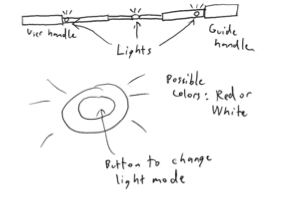 User handle
Lights
Guide
handle
Possible
Colors: Red or
White
Button to change
light mode